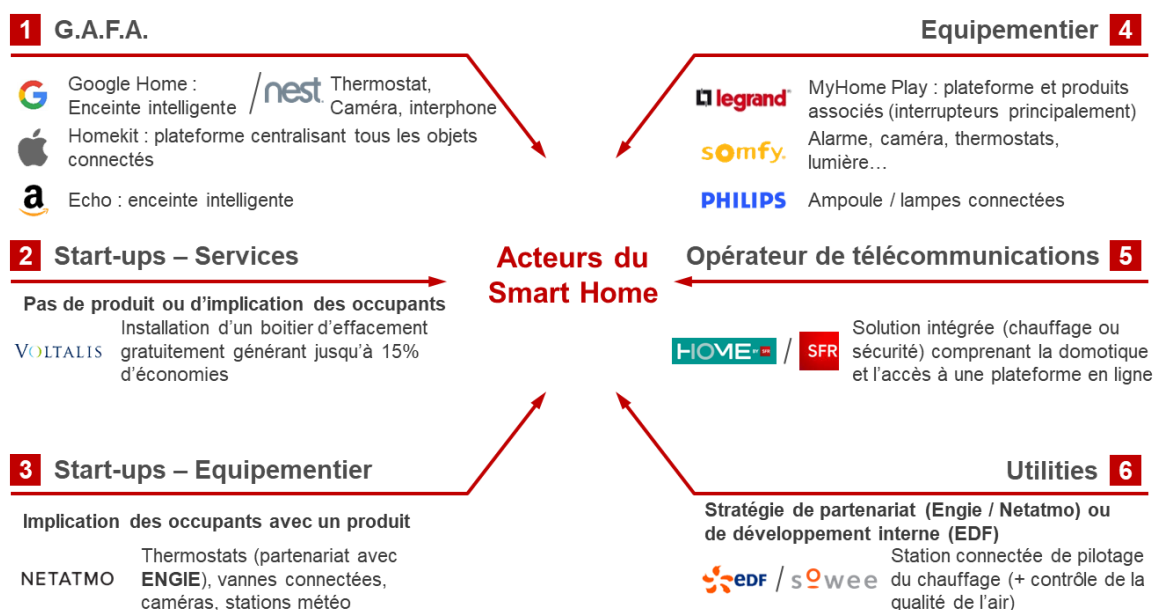 1 G.A.F.A.
Google Home :
Enceinte intelligente
nest
Thermostat,
Caméra, interphone
Homekit : plateforme centralisant tous les objets
connectés
Echo : enceinte intelligente
2 Start-ups – Services
Pas de produit ou d’implication des occupants
VOLTALIS
Installation d’un boitier d’effacement
gratuitement générant jusqu’à 15%
d’économies
3 Start-ups – Equipementier
Implication des occupants avec un produit
NETATMO
Thermostats (partenariat avec
ENGIE), vannes connectées,
caméras, stations météo
Acteurs du
Smart Home
Equipementier 4
legrand
MyHome Play : plateforme et produits
associés (interrupteurs principalement)
somfy.
Alarme, caméra, thermostats,
lumière…
PHILIPS
Ampoule / lampes connectées
Opérateur de télécommunications 5
HOME BY SFR / SFR
Solution intégrée (chauffage ou
sécurité) comprenant la domotique
et l’accès à une plateforme en ligne
Utilities 6
Stratégie de partenariat (Engie / Netatmo) ou
de développement interne (EDF)
eDF / sowee
Station connectée de pilotage
du chauffage (+ contrôle de la
qualité de l’air)